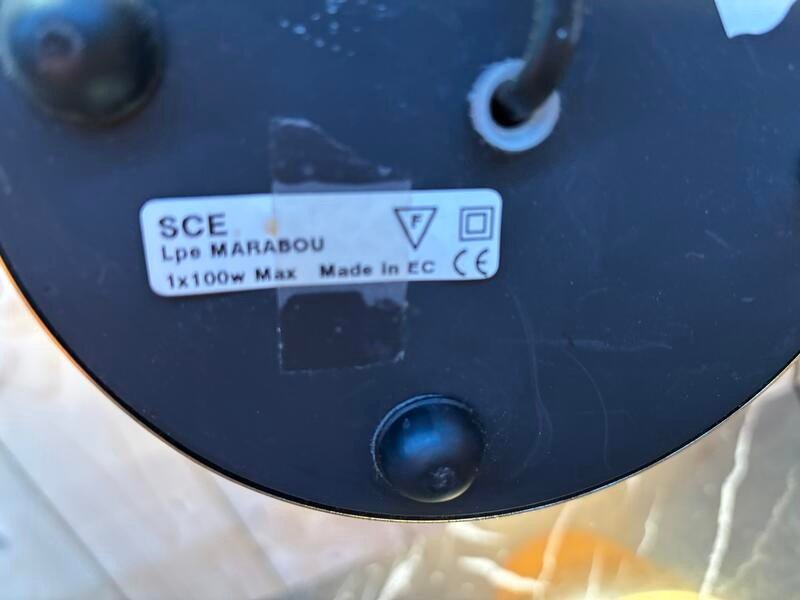 SCE
Lpe MARABOU
1x100w Max Made in EC CE
F